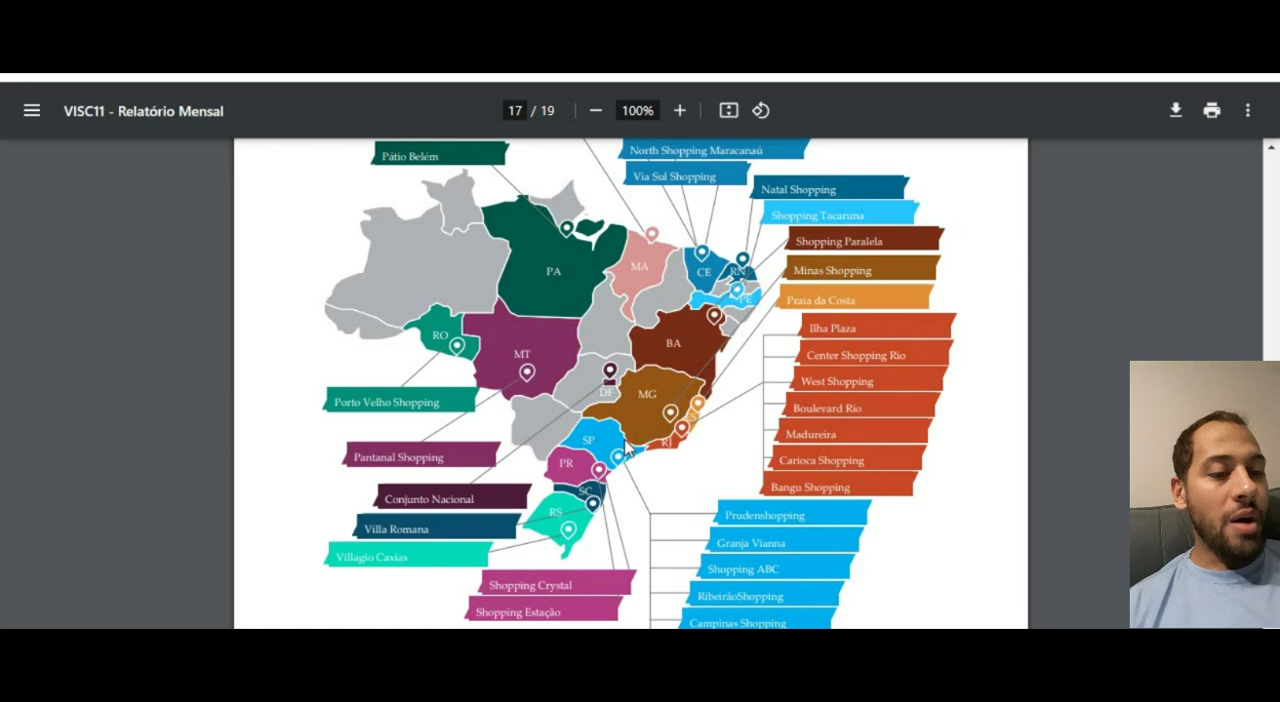 VISC11 - Relatório Mensal
17 / 19
100%
Pátio Belém
North Shopping Maracanaú
Via Sul Shopping
Natal Shopping
Shopping Tacaruna
Shopping Paralela
Minas Shopping
Praia da Costa
Ilha Plaza
Center Shopping Rio
West Shopping
Boulevard Rio
Madureira
Carioca Shopping
Bangu Shopping
PA
MA
CE
RN
PE
RO
MT
BA
DF
MG
SP
RJ
PR
SC
RS
Porto Velho Shopping
Pantanal Shopping
Conjunto Nacional
Villa Romana
Villagio Caxias
Shopping Crystal
Shopping Estação
Prudenshopping
Granja Vianna
Shopping ABC
RibeirãoShopping
Campinas Shopping